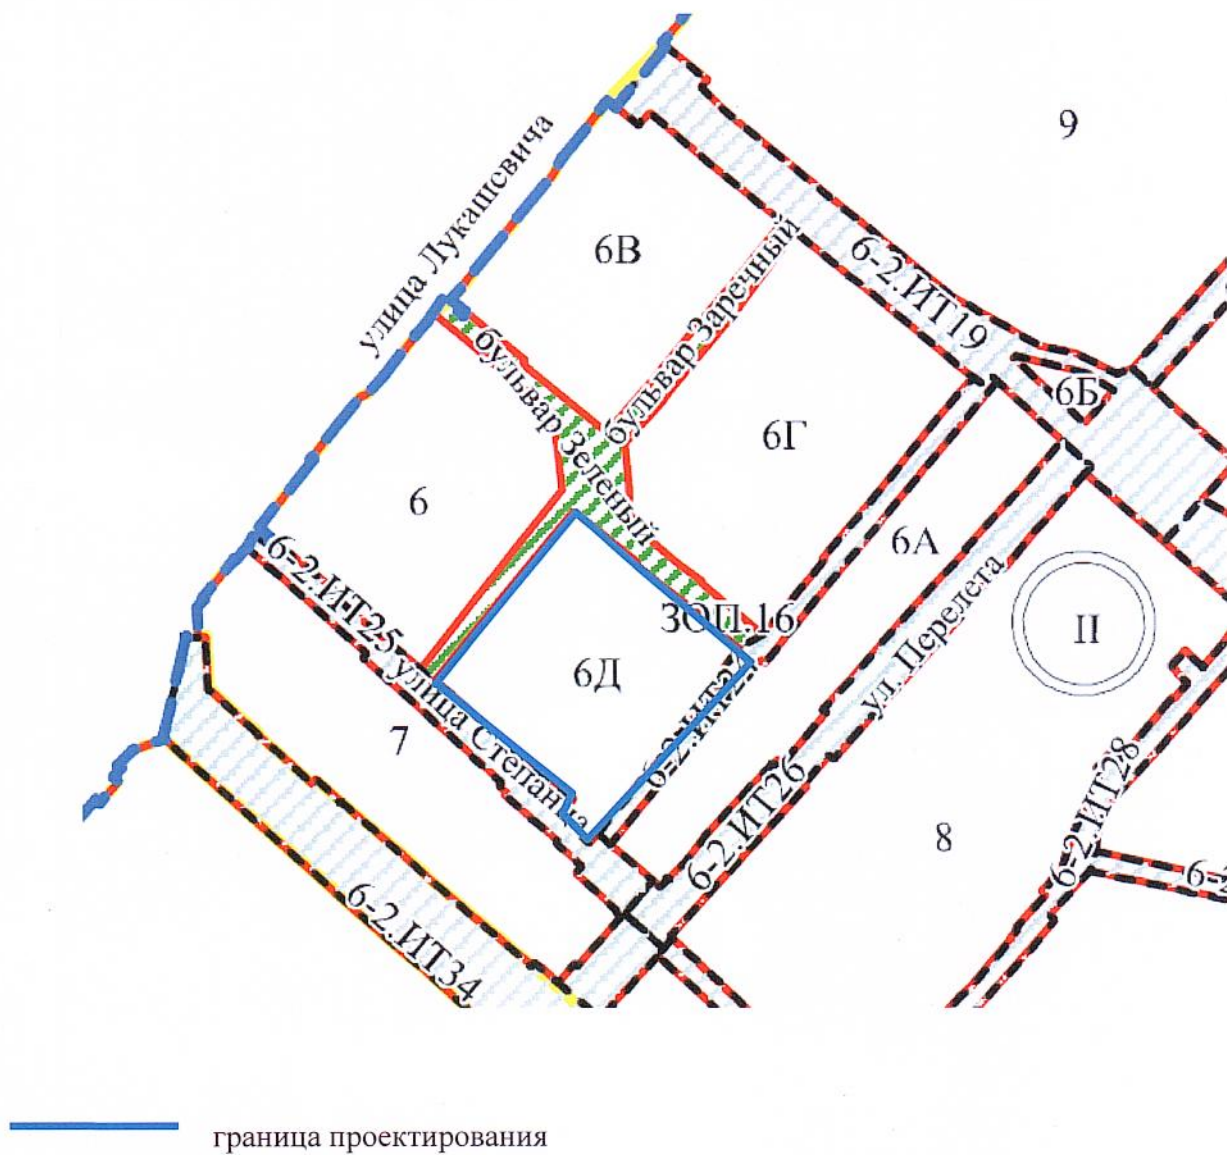 9
улица Лукашевича
6В
бульвар Заречный
6-2.ИТ19
бульвар Зеленый
6Б
6Г
6
6А
6-2.ИТ25
ЗОП.16
II
ул. Перелета
6Д
улица Степанца
7
6-2.ИТ26
6-2.ИТ28
8
6-2.ИТ34
граница проектирования